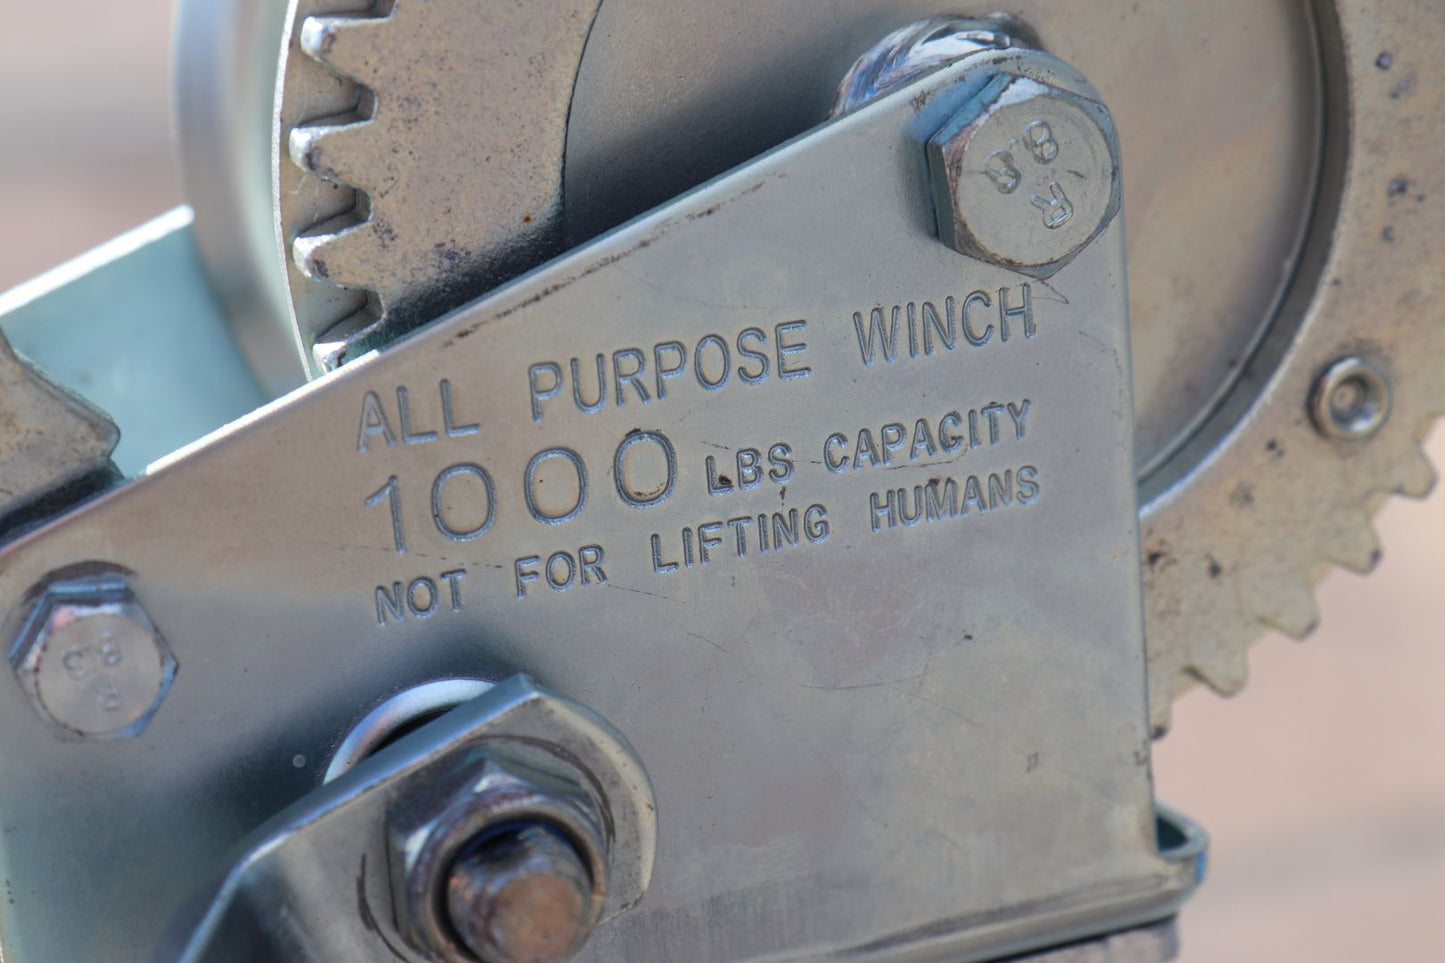 ALL PURPOSE WINCH
1000 LBS CAPACITY
NOT FOR LIFTING HUMANS
8.8
R
8.8
R